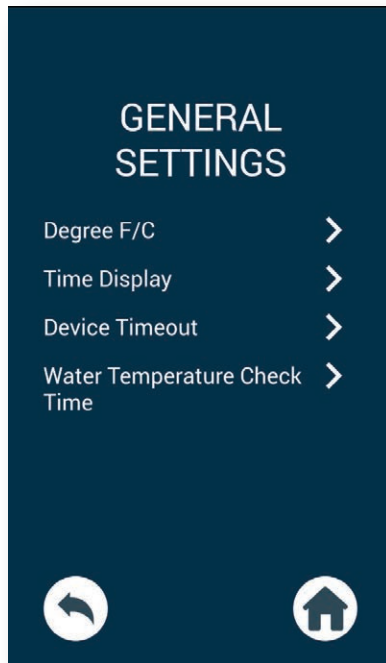 GENERAL
SETTINGS
Degree F/C
Time Display
Device Timeout
Water Temperature Check
Time